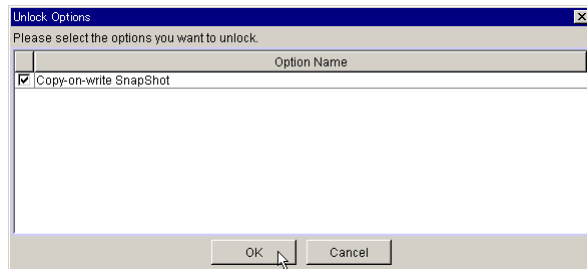 Unlock Options
Please select the options you want to unlock.
Option Name
Copy-on-write SnapShot
OK Cancel